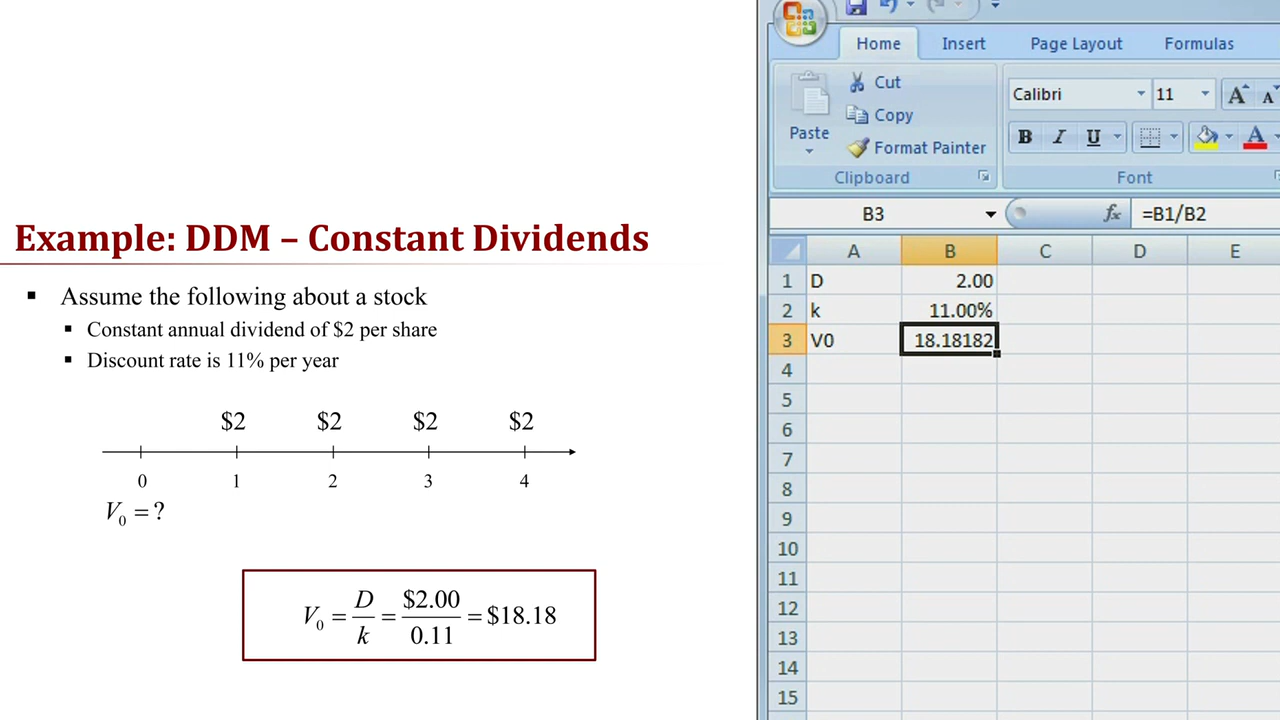 Example: DDM – Constant Dividends
▪ Assume the following about a stock
▪ Constant annual dividend of $2 per share
▪ Discount rate is 11% per year
$2 $2 $2 $2
0 1 2 3 4
V0 = ?
V0 = D/k = $2.00/0.11 = $18.18
Home Insert Page Layout Formulas
Paste
Cut
Copy
Format Painter
Clipboard
Calibri 11 A A
B I U A
Font
B3 fx =B1/B2
A B C D E
1 D 2.00
2 k 11.00%
3 V0 18.18182
4
5
6
7
8
9
10
11
12
13
14
15